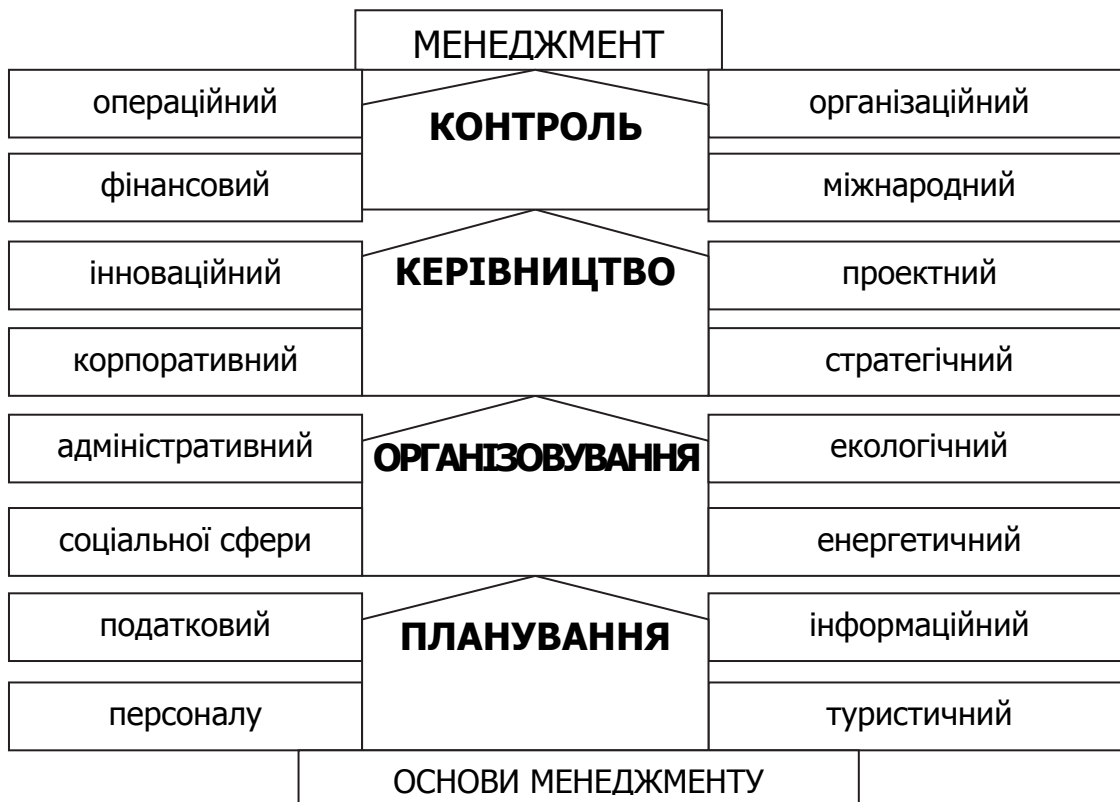 МЕНЕДЖМЕНТ
операційний
КОНТРОЛЬ
організаційний
фінансовий
міжнародний
інноваційний
КЕРІВНИЦТВО
проектний
корпоративний
стратегічний
адміністративний
ОРГАНІЗОВУВАННЯ
екологічний
соціальної сфери
енергетичний
податковий
ПЛАНУВАННЯ
інформаційний
персоналу
туристичний
ОСНОВИ МЕНЕДЖМЕНТУ